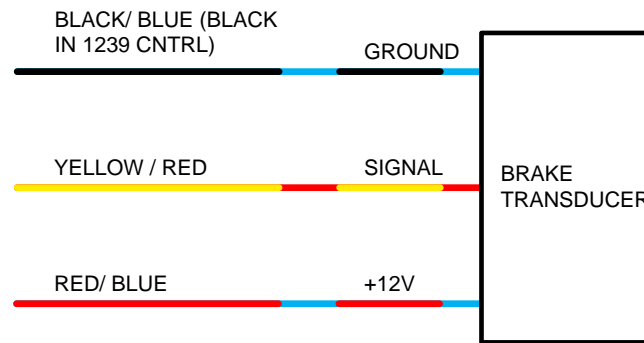 BLACK/ BLUE (BLACK
IN 1239 CNTRL)
GROUND
YELLOW / RED
SIGNAL
BRAKE
TRANSDUCER
RED/ BLUE
+12V